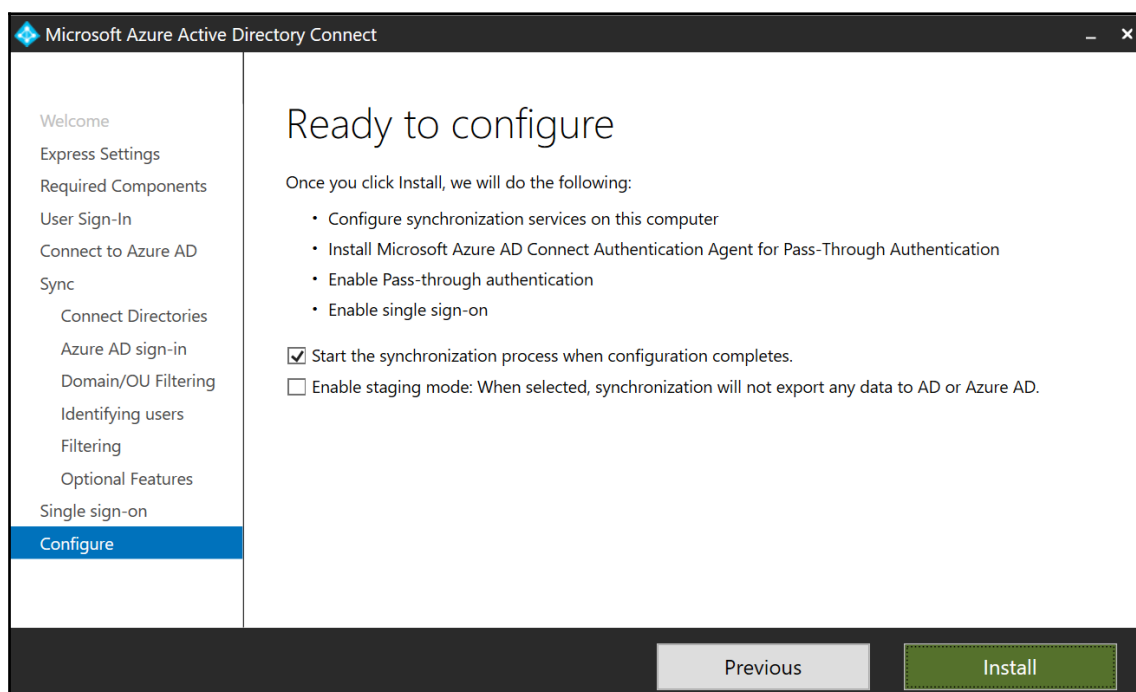 Microsoft Azure Active Directory Connect
Welcome
Express Settings
Required Components
User Sign-In
Connect to Azure AD
Sync
Connect Directories
Azure AD sign-in
Domain/OU Filtering
Identifying users
Filtering
Optional Features
Single sign-on
Configure
Ready to configure
Once you click Install, we will do the following:
• Configure synchronization services on this computer
• Install Microsoft Azure AD Connect Authentication Agent for Pass-Through Authentication
• Enable Pass-through authentication
• Enable single sign-on
Start the synchronization process when configuration completes.
Enable staging mode: When selected, synchronization will not export any data to AD or Azure AD.
Previous
Install